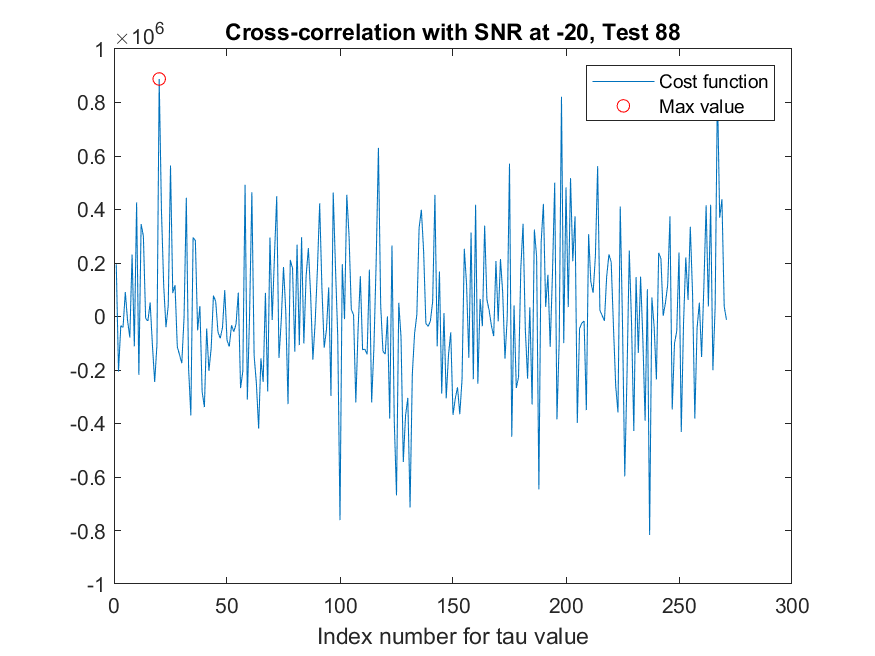 Cross-correlation with SNR at -20, Test 88
×10^6
Cost function
Max value
1
0.8
0.6
0.4
0.2
0
-0.2
-0.4
-0.6
-0.8
-1
0 50 100 150 200 250 300
Index number for tau value